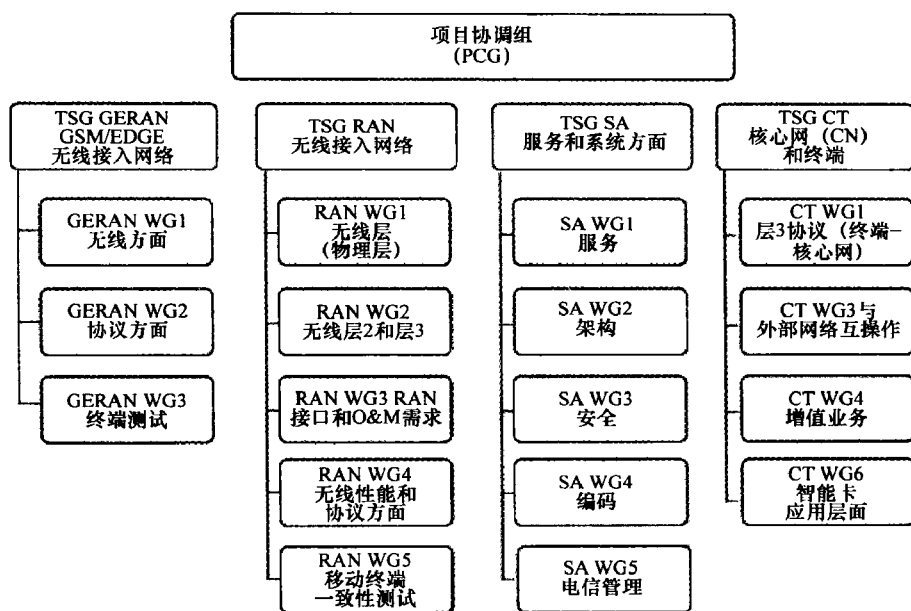 项目协调组
(PCG)
TSG GERAN
GSM/EDGE
无线接入网络
GERAN WG1
无线方面
GERAN WG2
协议方面
GERAN WG3
终端测试
TSG RAN
无线接入网络
RAN WG1
无线层
(物理层)
RAN WG2
无线层2和层3
RAN WG3 RAN
接口和O&M需求
RAN WG4
无线性能和
协议方面
RAN WG5
移动终端
一致性测试
TSG SA
服务和系统方面
SA WG1
服务
SA WG2
架构
SA WG3
安全
SA WG4
编码
SA WG5
电信管理
TSG CT
核心网（CN）
和终端
CT WG1
层3协议（终端–
核心网）
CT WG3与
外部网络互操作
CT WG4
增值业务
CT WG6
智能卡
应用层面